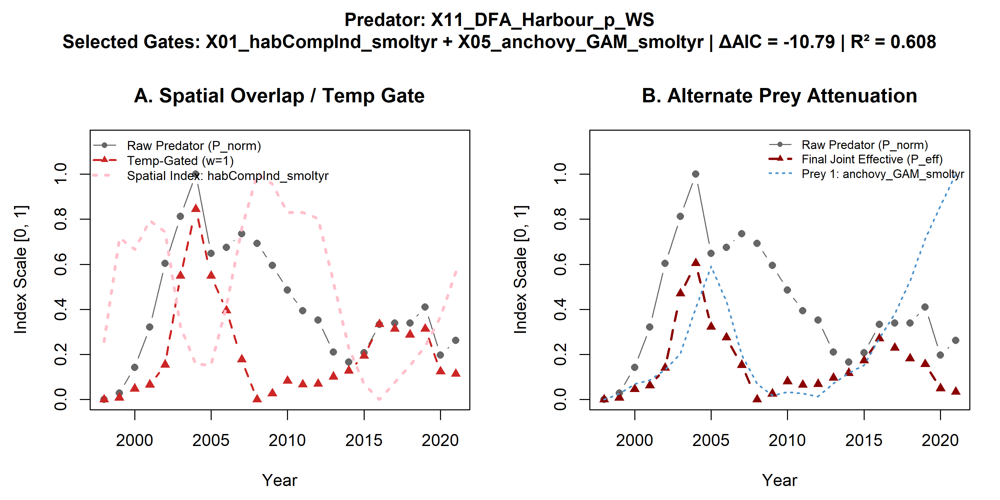 Predator: X11_DFA_Harbour_p_WS
Selected Gates: X01_habCompInd_smoltyr + X05_anchovy_GAM_smoltyr | ΔAIC = -10.79 | R² = 0.608
A. Spatial Overlap / Temp Gate
Raw Predator (P_norm)
Temp-Gated (w=1)
Spatial Index: habCompInd_smoltyr
Index Scale [0, 1]
1.0
0.8
0.6
0.4
0.2
0.0
2000 2005 2010 2015 2020
Year
B. Alternate Prey Attenuation
Raw Predator (P_norm)
Final Joint Effective (P_eff)
Prey 1: anchovy_GAM_smoltyr
Index Scale [0, 1]
1.0
0.8
0.6
0.4
0.2
0.0
2000 2005 2010 2015 2020
Year